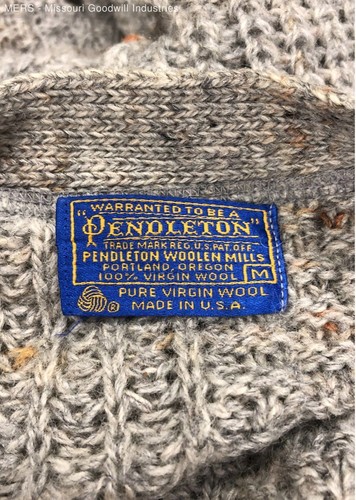 MERS - Missouri Goodwill Industries
WARRANTED TO BE A
"PENDLETON"
TRADE MARK REG. U.S. PAT. OFF.
PENDLETON WOOLEN MILLS
PORTLAND, OREGON
100% VIRGIN WOOL M
PURE VIRGIN WOOL
® MADE IN U.S.A.